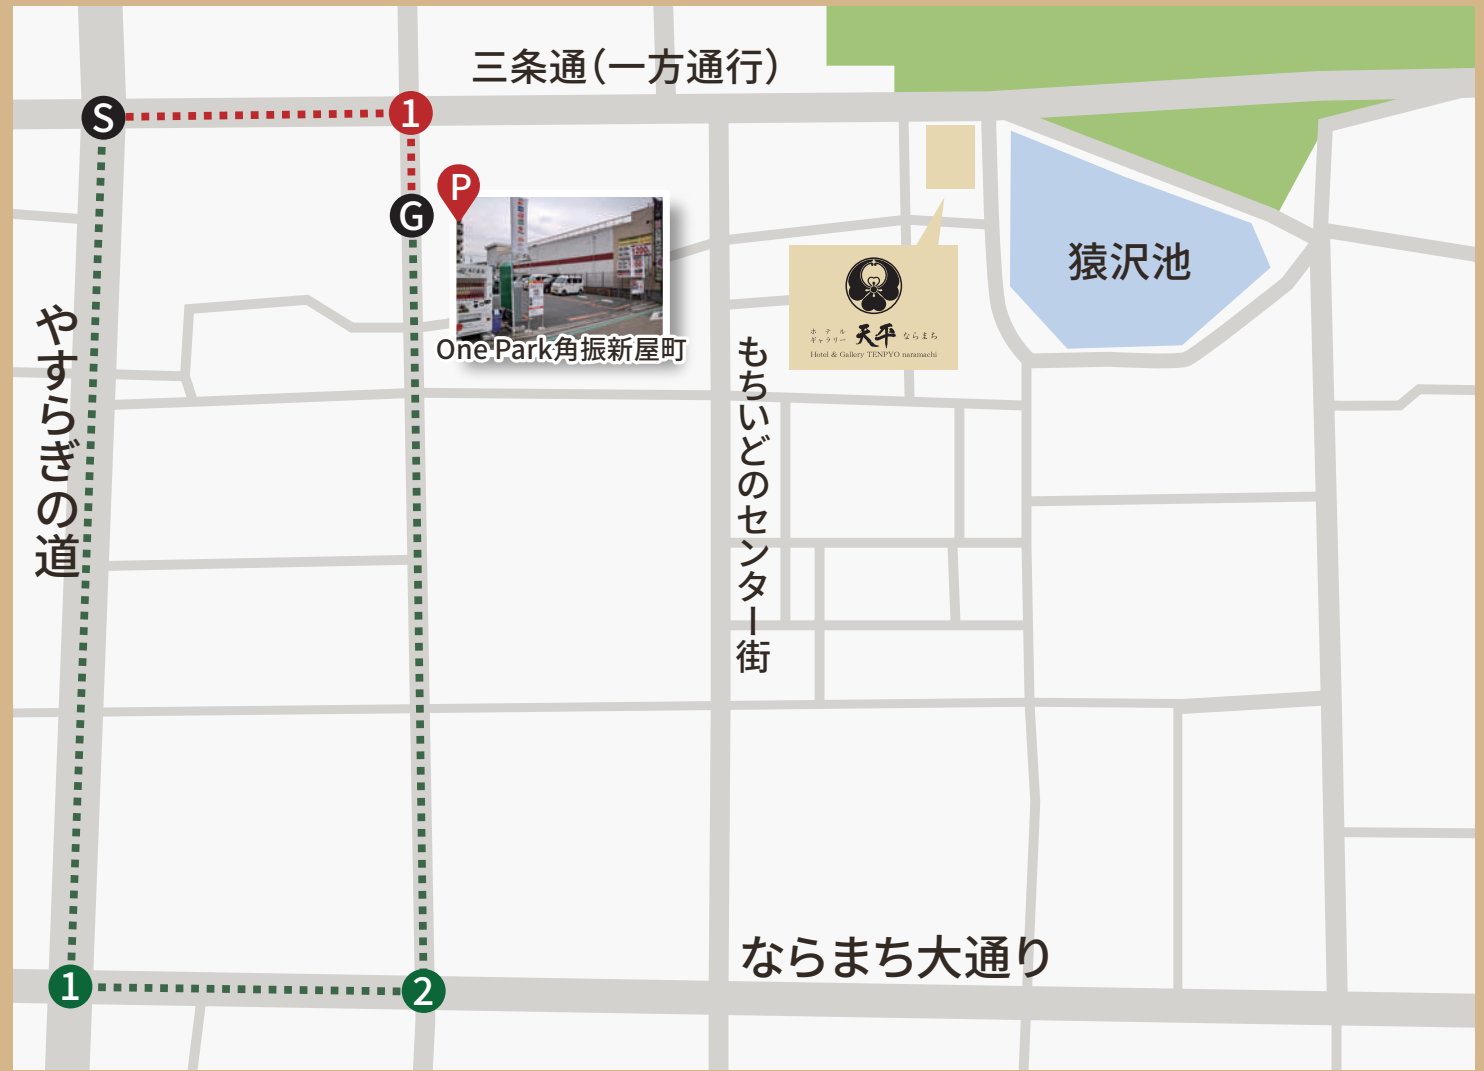 三条通（一方通行）
S
1
G
P
One Park角振新屋町
猿沢池
ホテル
ギャラリー
天平
ならまち
Hotel & Gallery TENPYO naramachi
やすらぎの道
もちいどのセンター街
ならまち大通り
1
2